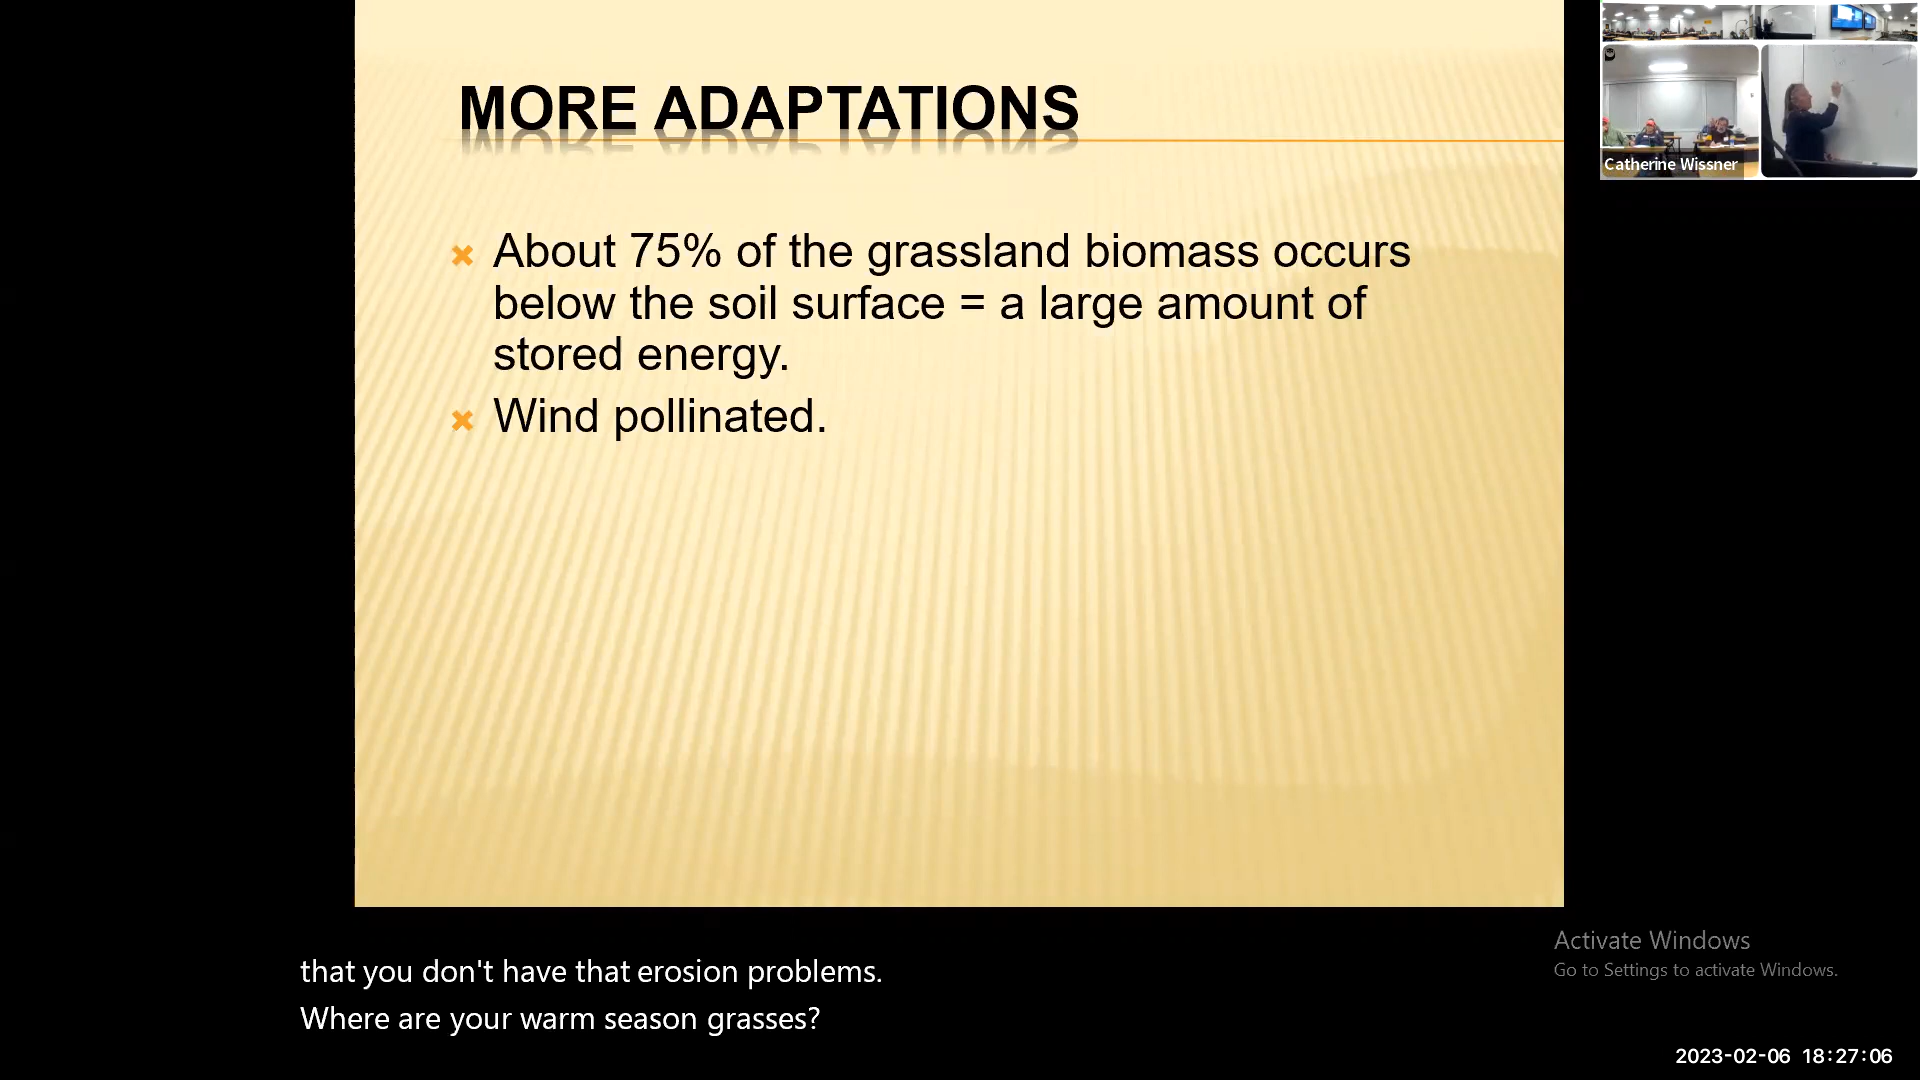 MORE ADAPTATIONS
About 75% of the grassland biomass occurs
below the soil surface = a large amount of
stored energy.
Wind pollinated.
Catherine Wissner
that you don't have that erosion problems.
Where are your warm season grasses?
Activate Windows
Go to Settings to activate Windows.
2023-02-06 18:27:06